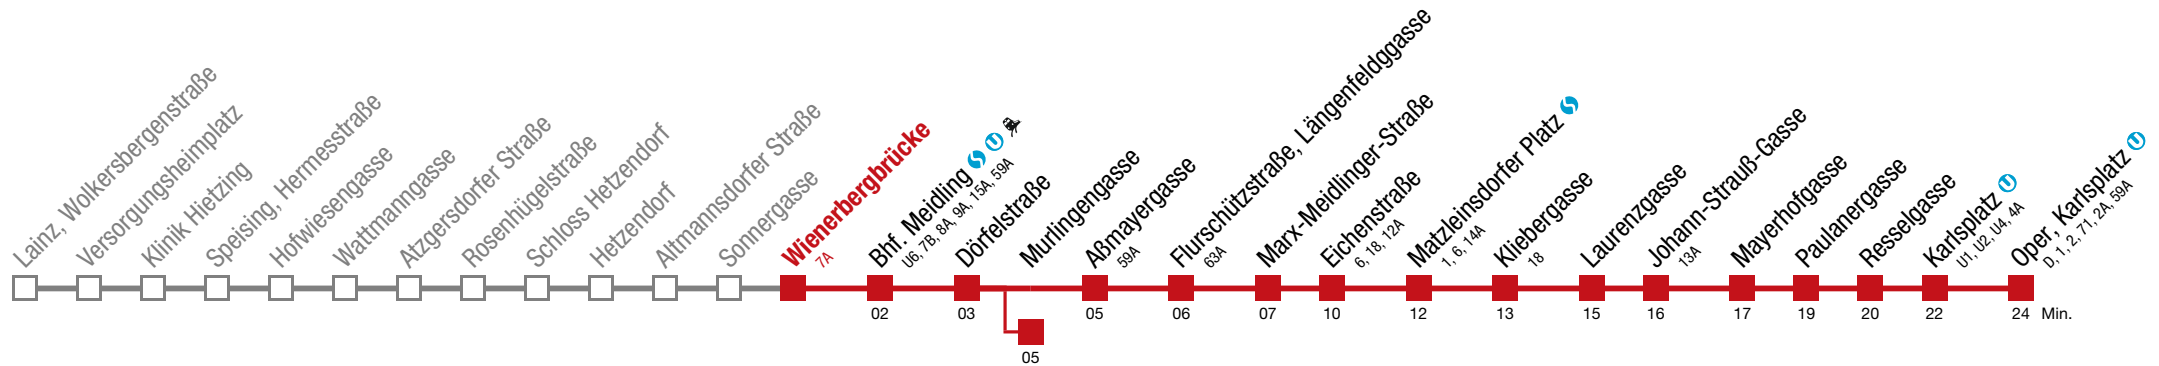 Lainz, Wolkersbergenstraße
Versorgungsheimplatz
Klinik Hietzing
Speising, Hermesstraße
Hofwiesengasse
Wattmanngasse
Atzgersdorfer Straße
Rosenhügelstraße
Schloss Hetzendorf
Hetzendorf
Altmannsdorfer Straße
Sonnergasse
Wienerbergbrücke
7A
Bhf. Meidling
U6, 7B, 8A, 9A, 15A, 59A
02
Dörfelstraße
03
Murlingengasse
05
Aßmayergasse
59A
05
Flurschützstraße, Längenfeldggasse
63A
06
Marx-Meidlinger-Straße
07
Eichenstraße
6, 18, 12A
10
Matzleinsdorfer Platz
1, 6, 14A
12
Kliebergasse
18
13
Laurenzgasse
15
Johann-Strauß-Gasse
13A
16
Mayerhofgasse
17
Paulanergasse
19
Resselgasse
20
Karlsplatz
U1, U2, U4, 4A
22
Oper, Karlsplatz
D, 1, 2, 71, 2A, 59A
24 Min.